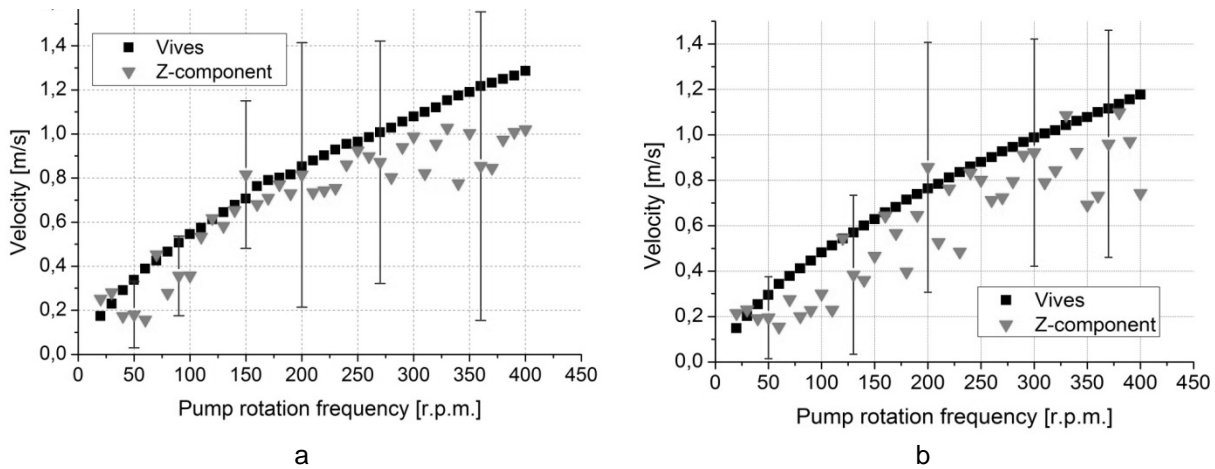 1,4
1,2
1,0
0,8
0,6
0,4
0,2
0,0
Velocity [m/s]
Vives
Z-component
0 50 100 150 200 250 300 350 400 450
Pump rotation frequency [r.p.m.]
a
1,4
1,2
1,0
0,8
0,6
0,4
0,2
0,0
Velocity [m/s]
Vives
Z-component
0 50 100 150 200 250 300 350 400 450
Pump rotation frequency [r.p.m.]
b